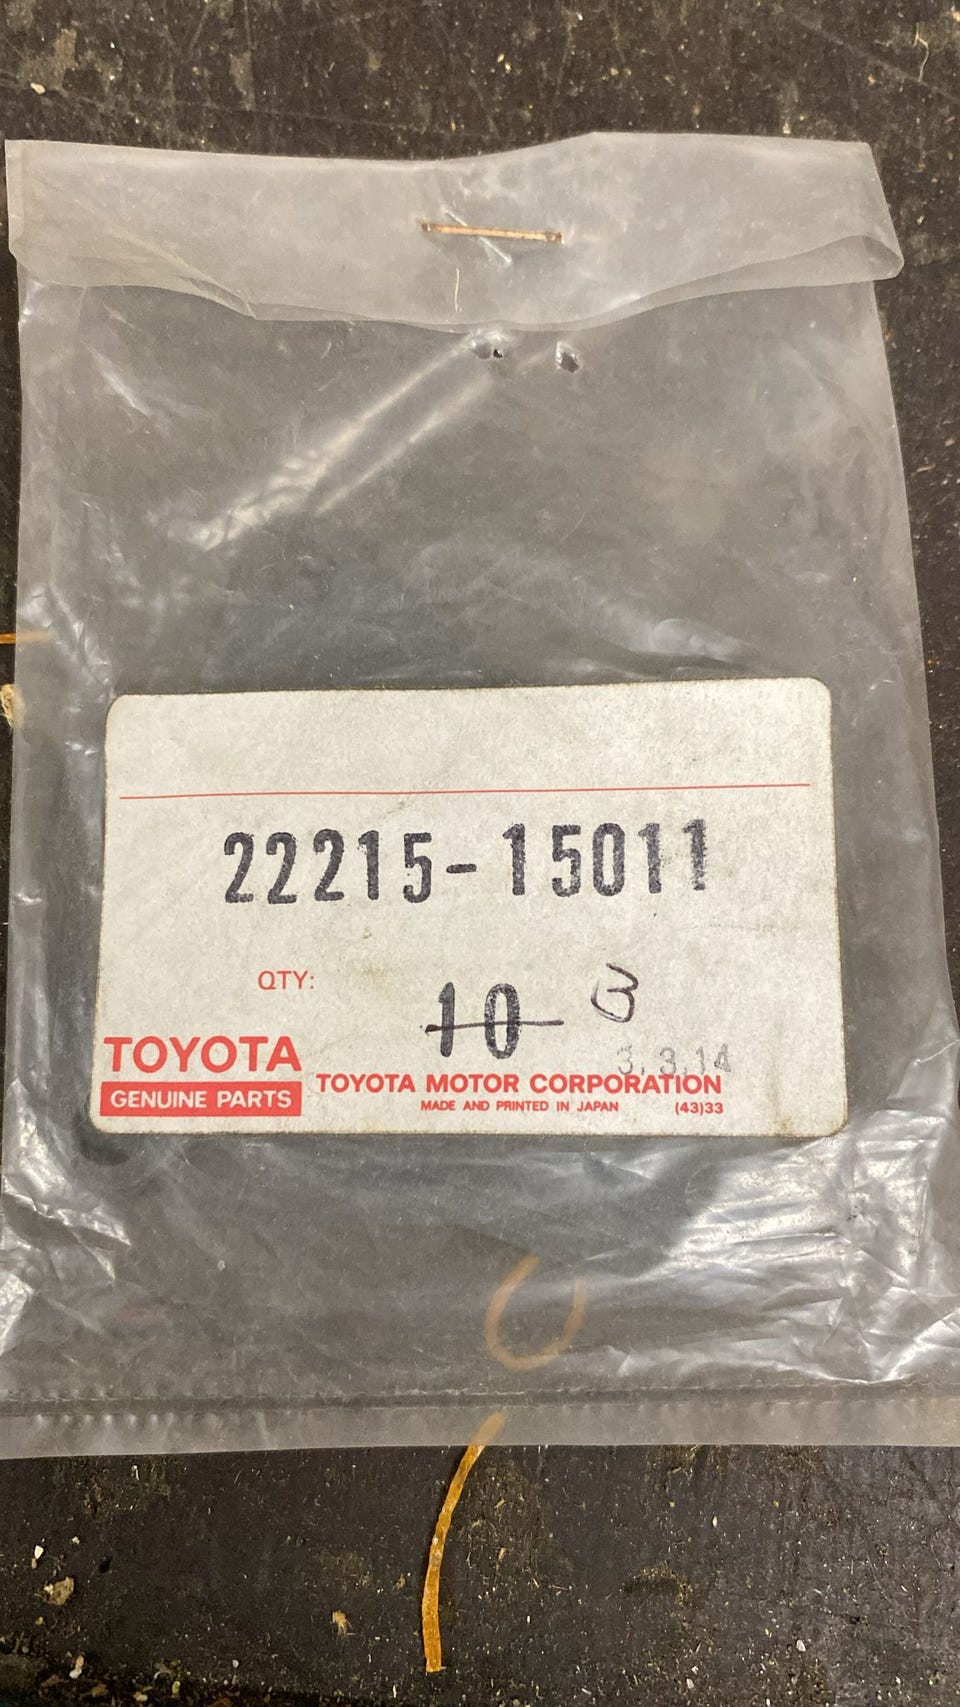 22215-15011
QTY:
10 3
3.3.14
TOYOTA
GENUINE PARTS
TOYOTA MOTOR CORPORATION
MADE AND PRINTED IN JAPAN (43)33